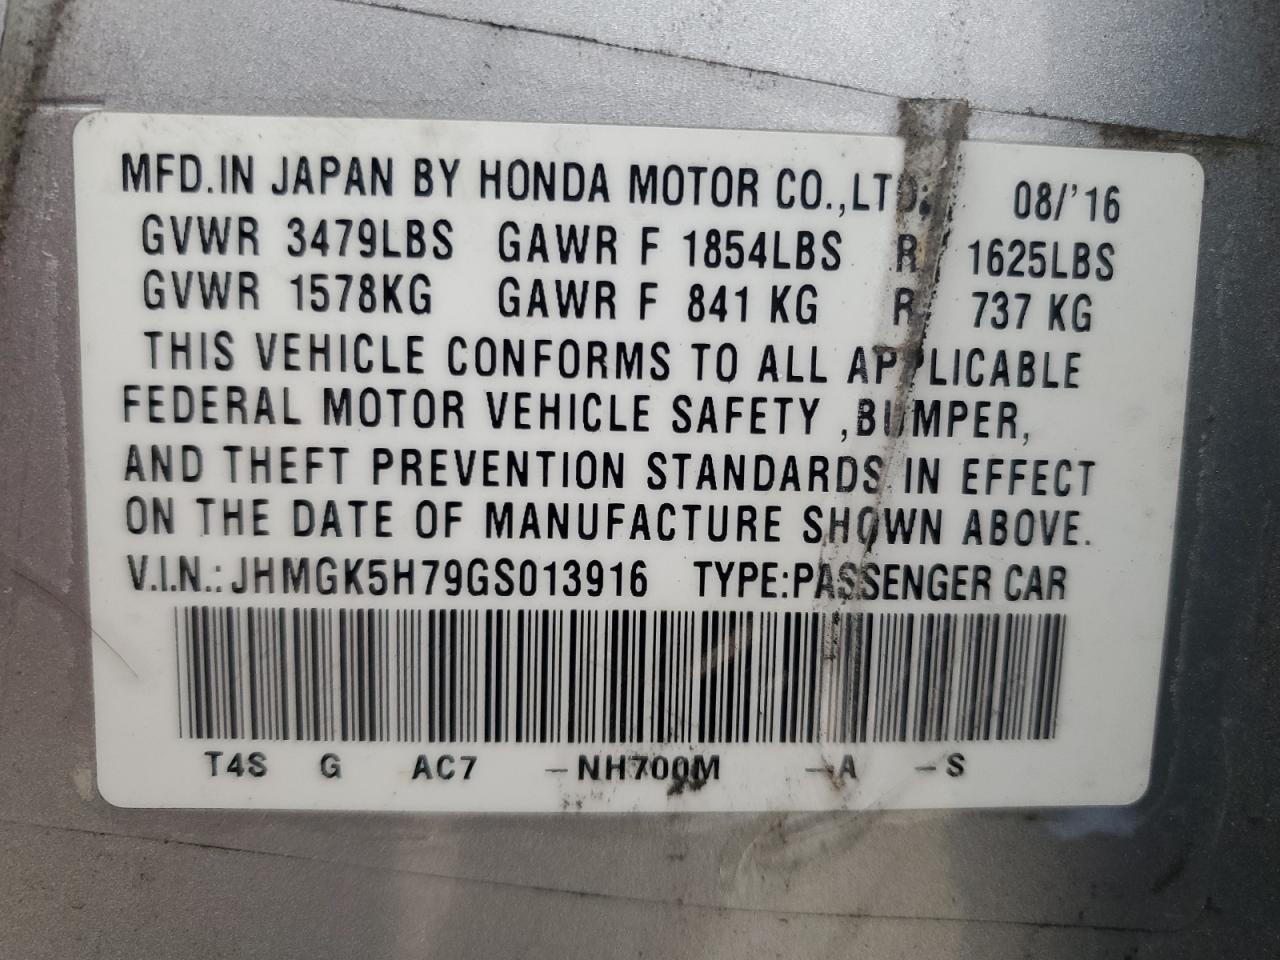 MFD.IN JAPAN BY HONDA MOTOR CO.,LTD. 08/'16
GVWR 3479LBS GAWR F 1854LBS R 1625LBS
GVWR 1578KG GAWR F 841 KG R 737 KG
THIS VEHICLE CONFORMS TO ALL APPLICABLE
FEDERAL MOTOR VEHICLE SAFETY ,BUMPER,
AND THEFT PREVENTION STANDARDS IN EFFECT
ON THE DATE OF MANUFACTURE SHOWN ABOVE.
V.I.N.: JHMGK5H79GS013916 TYPE:PASSENGER CAR
T4S G AC7 -NH700M -A -S